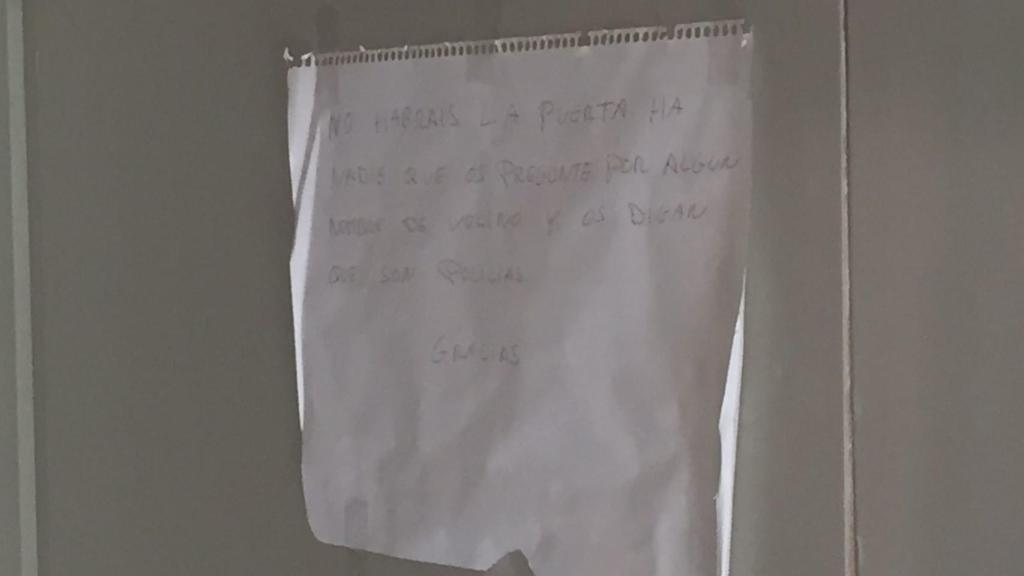 NO HABRAIS LA PUERTA HA
NADIE QUE OS PREGUNTE POR ALGUN
NOMBRE DE VECINO Y OS DIGAN
QUE SON POLICIAS
GRACIAS